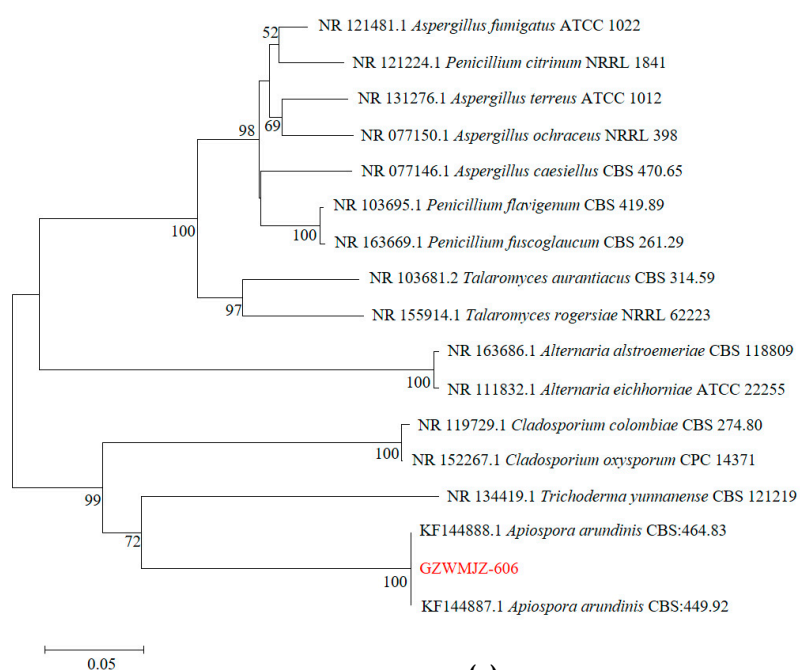 52
NR 121481.1 Aspergillus fumigatus ATCC 1022
NR 121224.1 Penicillium citrinum NRRL 1841
NR 131276.1 Aspergillus terreus ATCC 1012
98
69
NR 077150.1 Aspergillus ochraceus NRRL 398
NR 077146.1 Aspergillus caesiellus CBS 470.65
NR 103695.1 Penicillium flavigenum CBS 419.89
100
100
NR 163669.1 Penicillium fuscoglaucum CBS 261.29
NR 103681.2 Talaromyces aurantiacus CBS 314.59
97
NR 155914.1 Talaromyces rogersiae NRRL 62223
NR 163686.1 Alternaria alstroemeriae CBS 118809
100
NR 111832.1 Alternaria eichhorniae ATCC 22255
NR 119729.1 Cladosporium colombiae CBS 274.80
100
NR 152267.1 Cladosporium oxysporum CPC 14371
99
NR 134419.1 Trichoderma yunnanense CBS 121219
KF144888.1 Apiospora arundinis CBS:464.83
72
GZWMJZ-606
100
KF144887.1 Apiospora arundinis CBS:449.92
0.05